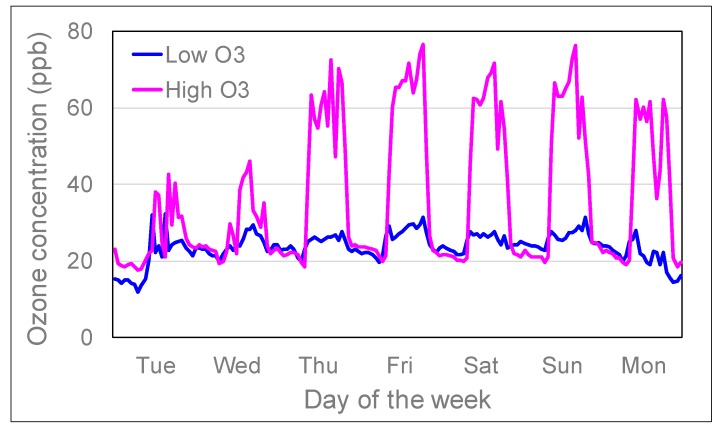 Ozone concentration (ppb)
80
60
40
20
0
Low O3
High O3
Tue Wed Thu Fri Sat Sun Mon
Day of the week